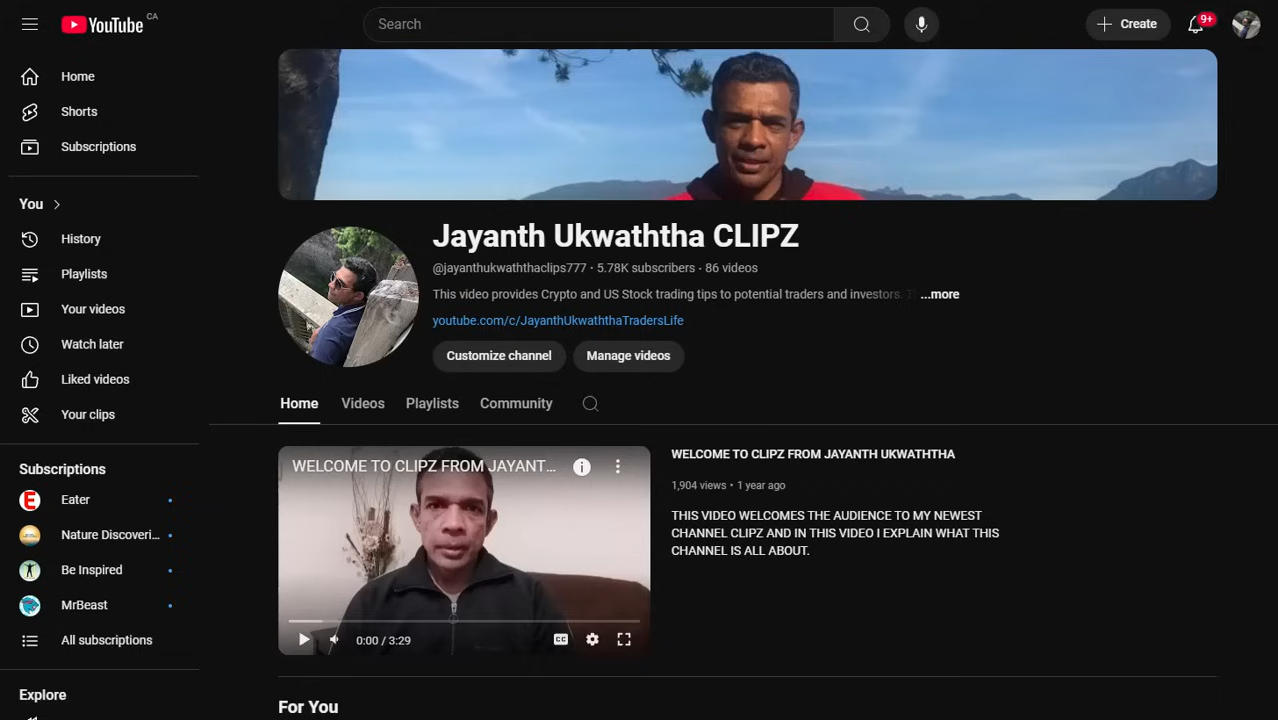 YouTube CA
Search
Create
9+
Home
Shorts
Subscriptions
You
History
Playlists
Your videos
Watch later
Liked videos
Your clips
Subscriptions
E Eater
Nature Discoveri...
Be Inspired
MrBeast
All subscriptions
Explore
Jayanth Ukwaththa CLIPZ
@jayanthukwaththaclips777 · 5.78K subscribers · 86 videos
This video provides Crypto and US Stock trading tips to potential traders and investors. ...more
youtube.com/c/JayanthUkwaththaTradersLife
Customize channel Manage videos
Home Videos Playlists Community
WELCOME TO CLIPZ FROM JAYANT...
0:00 / 3:29
CC
WELCOME TO CLIPZ FROM JAYANTH UKWATHTHA
1,904 views • 1 year ago
THIS VIDEO WELCOMES THE AUDIENCE TO MY NEWEST
CHANNEL CLIPZ AND IN THIS VIDEO I EXPLAIN WHAT THIS
CHANNEL IS ALL ABOUT.
For You